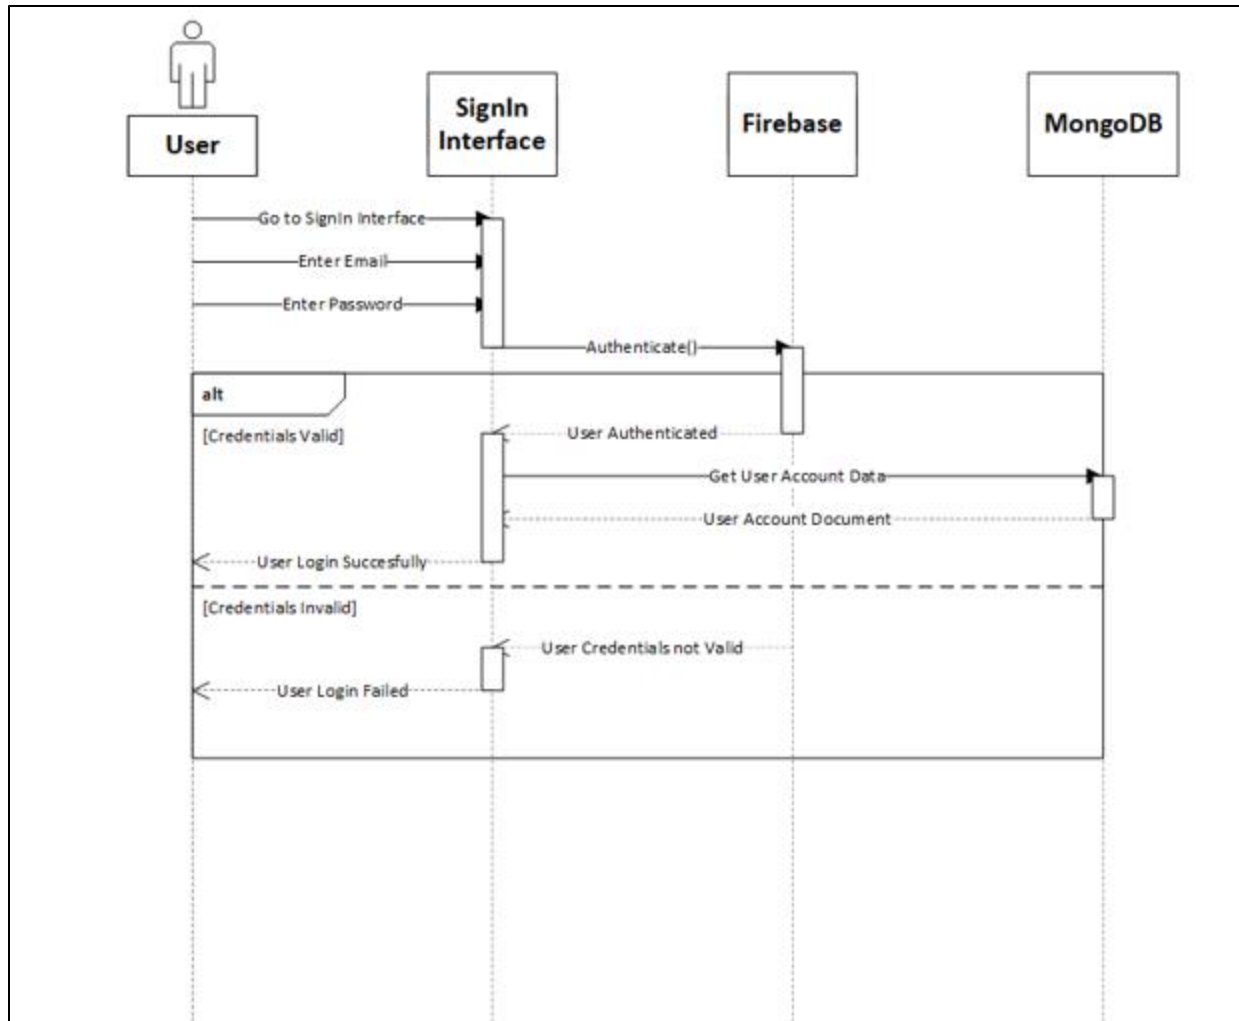 User
SignIn
Interface
Firebase
MongoDB
Go to SignIn Interface
Enter Email
Enter Password
Authenticate()
alt
[Credentials Valid]
User Authenticated
Get User Account Data
User Account Document
User Login Succesfully
[Credentials Invalid]
User Credentials not Valid
User Login Failed